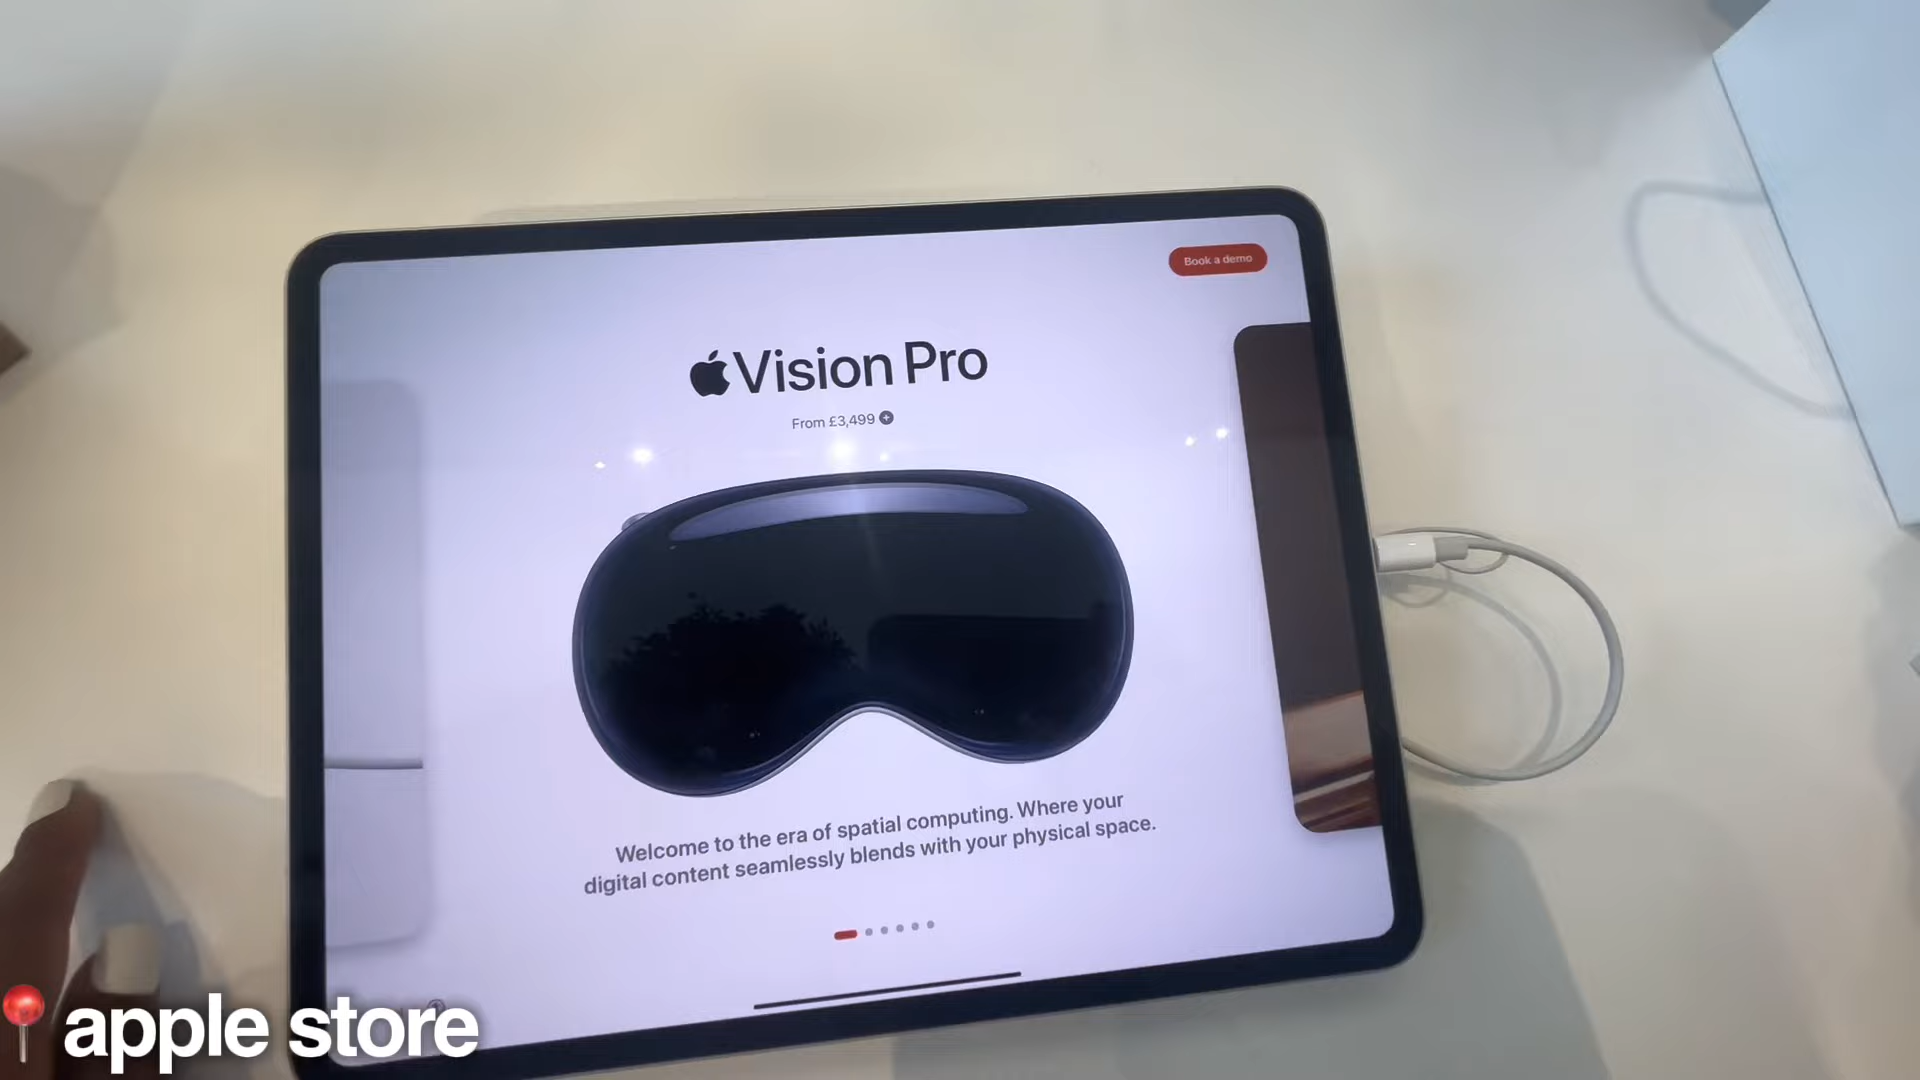 Book a demo
Vision Pro
From £3,499
Welcome to the era of spatial computing. Where your
digital content seamlessly blends with your physical space.
apple store